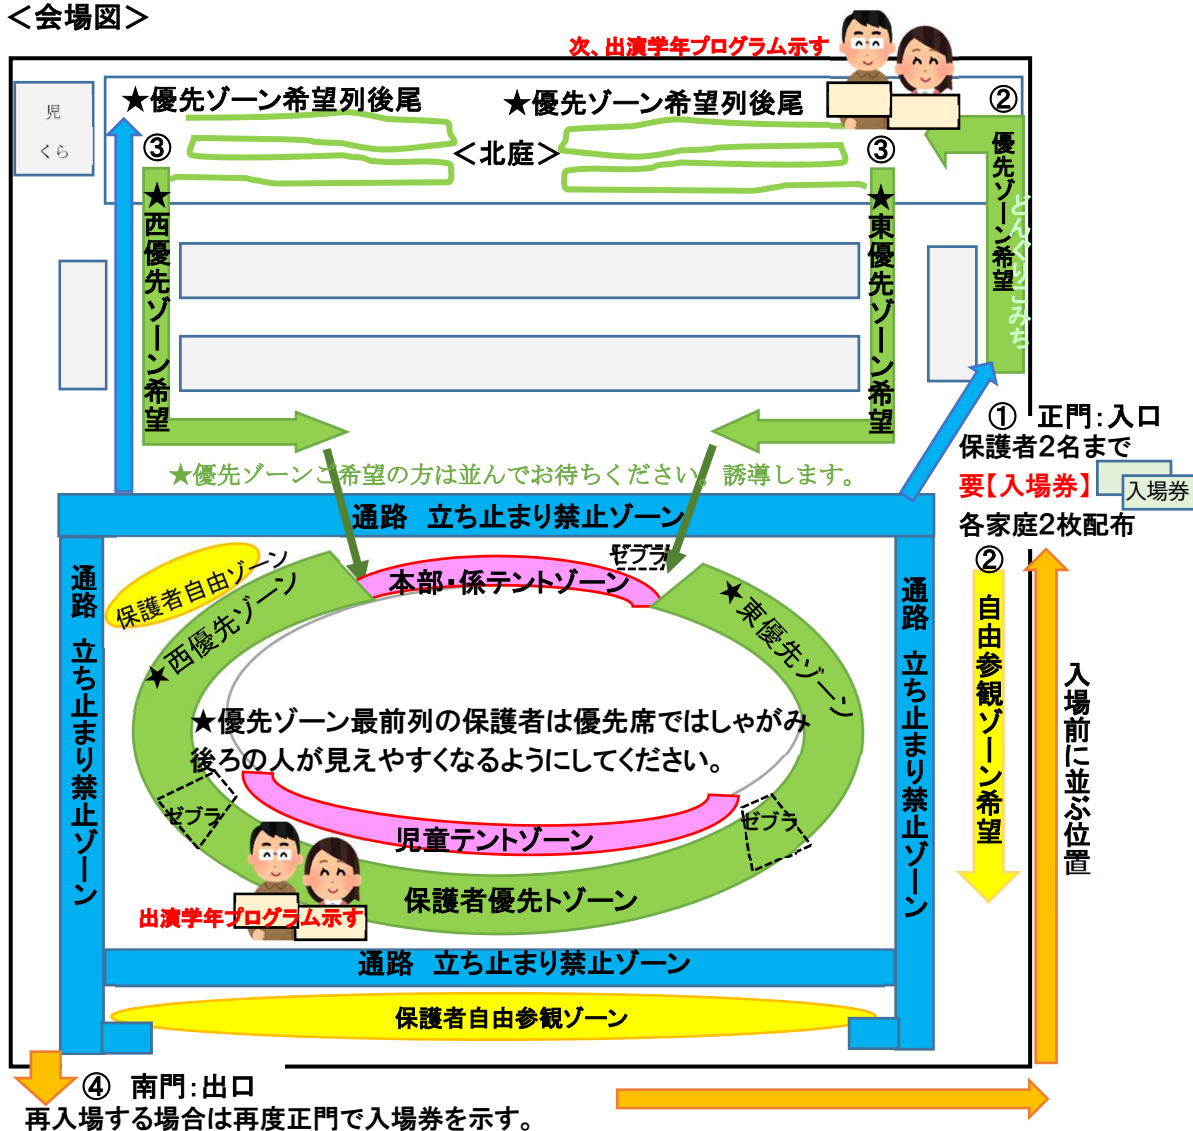 ＜会場図＞
次、出演学年プログラム示す
児
くら
★優先ゾーン希望列後尾
★優先ゾーン希望列後尾
②
③
＜北庭＞
③
優先ゾーン希望
どんぐりこみち
★西優先ゾーン希望
★東優先ゾーン希望
① 正門：入口
保護者2名まで
要【入場券】
入場券
各家庭2枚配布
★優先ゾーンご希望の方は並んでお待ちください。誘導します。
通路 立ち止まり禁止ゾーン
②
自由参観ゾーン希望
入場前に並ぶ位置
ゼブラ
保護者自由ゾーン
本部・係テントゾーン
★西優先ゾーン
★東優先ゾーン
通路 立ち止まり禁止ゾーン
通路 立ち止まり禁止ゾーン
★優先ゾーン最前列の保護者は優先席ではしゃがみ
後ろの人が見えやすくなるようにしてください。
ゼブラ
ゼブラ
児童テントゾーン
保護者優先トゾーン
出演学年プログラム示す
通路 立ち止まり禁止ゾーン
保護者自由参観ゾーン
④ 南門：出口
再入場する場合は再度正門で入場券を示す。